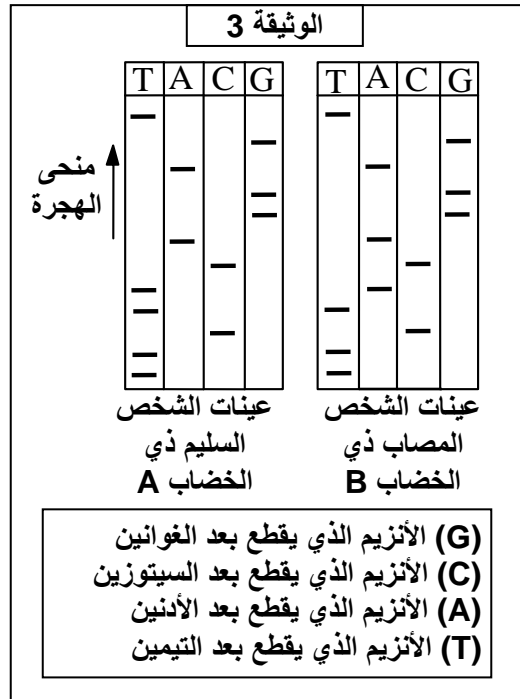 الوثيقة 3
T A C G T A C G
منحى
الهجرة
عينات الشخص
السليم ذي
الخضاب A
عينات الشخص
المصاب ذي
الخضاب B
(G) الأنزيم الذي يقطع بعد الغوانين
(C) الأنزيم الذي يقطع بعد السيتوزين
(A) الأنزيم الذي يقطع بعد الأدنين
(T) الأنزيم الذي يقطع بعد التيمين